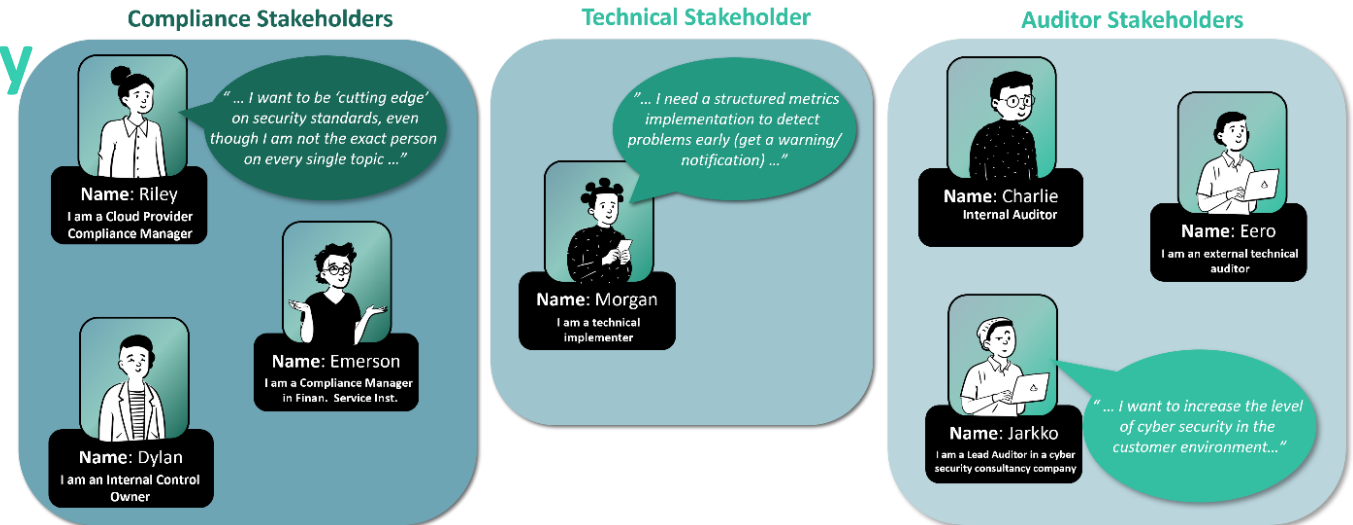 y
Compliance Stakeholders
“ ... I want to be ‘cutting edge’
on security standards, even
though I am not the exact person
on every single topic ...”
Name: Riley
I am a Cloud Provider
Compliance Manager
Name: Emerson
I am a Compliance Manager
in Finan. Service Inst.
Name: Dylan
I am an Internal Control
Owner
Technical Stakeholder
”... I need a structured metrics
implementation to detect
problems early (get a warning/
notification) ...”
Name: Morgan
I am a technical
implementer
Auditor Stakeholders
Name: Charlie
Internal Auditor
Name: Eero
I am an external technical
auditor
Name: Jarkko
I am a Lead Auditor in a cyber
security consultancy company
“ ... I want to increase the level
of cyber security in the
customer environment...”